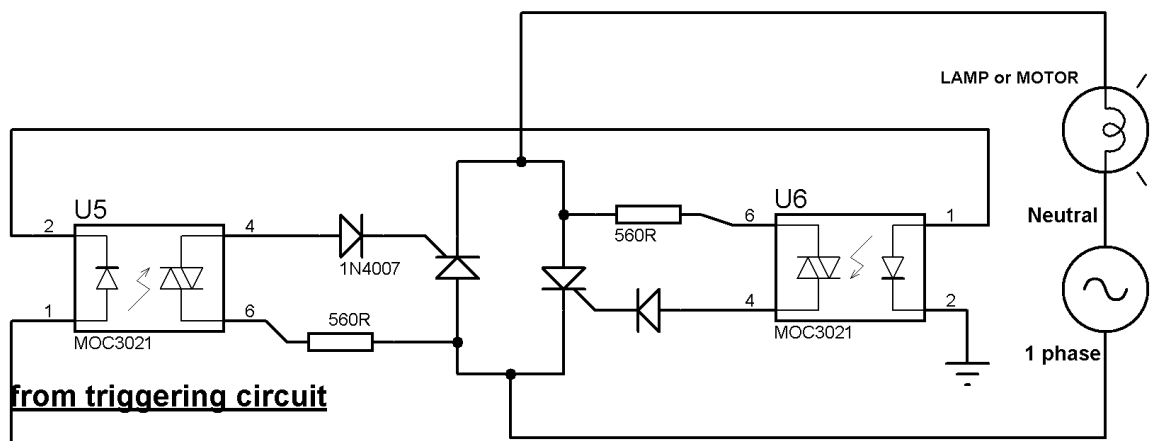 LAMP or MOTOR
U5
U6
2
4
6
1
Neutral
560R
1N4007
1
6
4
2
560R
MOC3021
MOC3021
1 phase
from triggering circuit